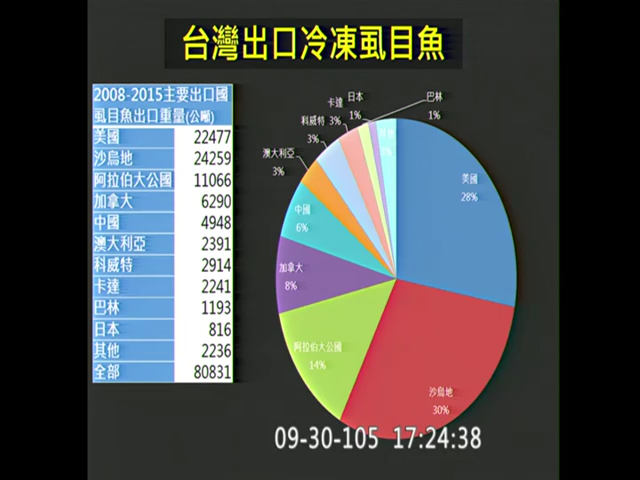 台灣出口冷凍虱目魚
2008-2015主要出口國
虱目魚出口重量(公噸)
美國 22477
沙烏地 24259
阿拉伯大公國 11066
加拿大 6290
中國 4948
澳大利亞 2391
科威特 2914
卡達 2241
巴林 1193
日本 816
其他 2236
全部 80831
巴林
1%
日本
1%
卡達
3%
科威特
3%
澳大利亞
3%
中國
6%
加拿大
8%
阿拉伯大公國
14%
沙烏地
30%
美國
28%
09-30-105 17:24:38